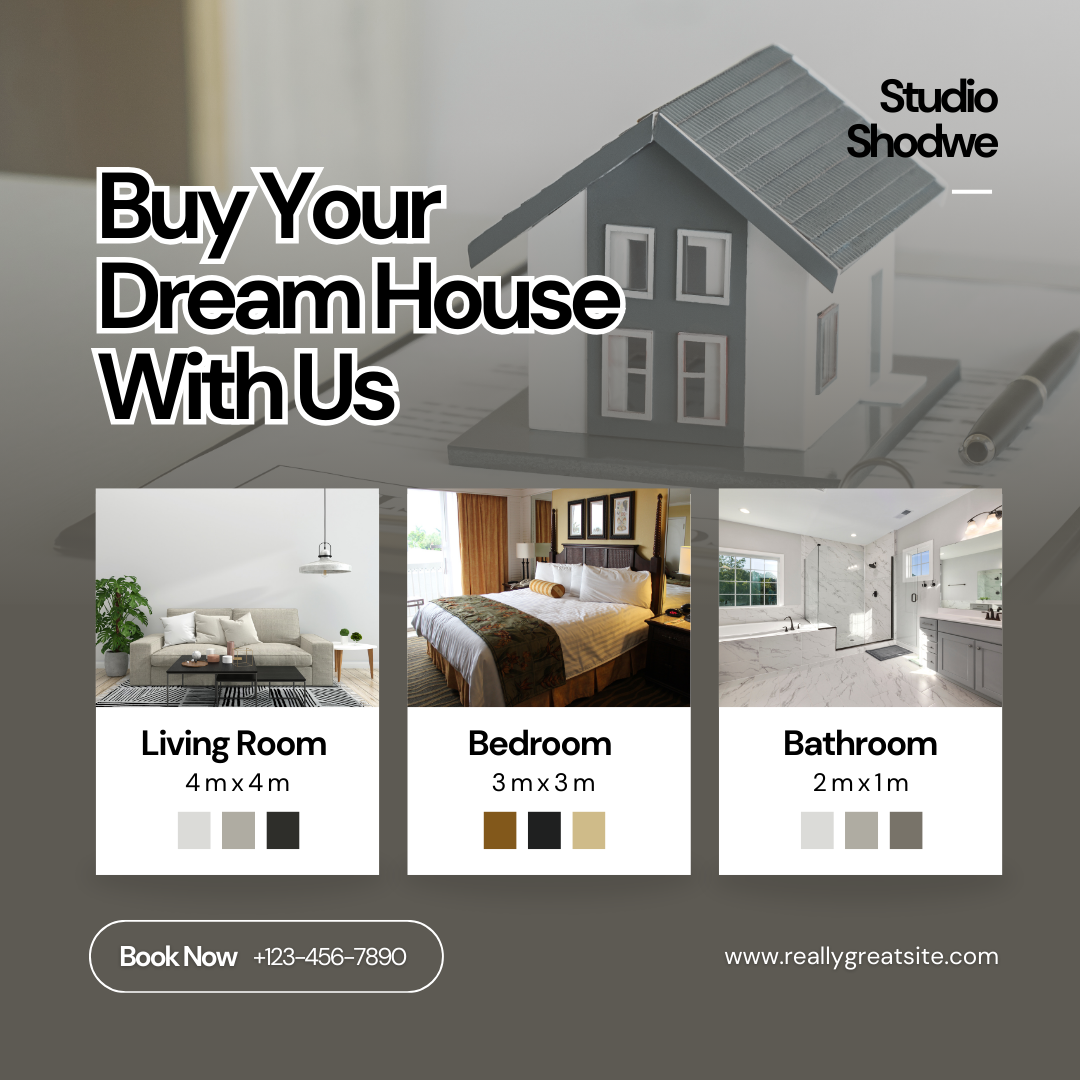 Studio
Shodwe
Buy Your
Dream House
With Us
Living Room
4 m x 4 m
Bedroom
3 m x 3 m
Bathroom
2 m x 1 m
Book Now +123-456-7890
www.reallygreatsite.com